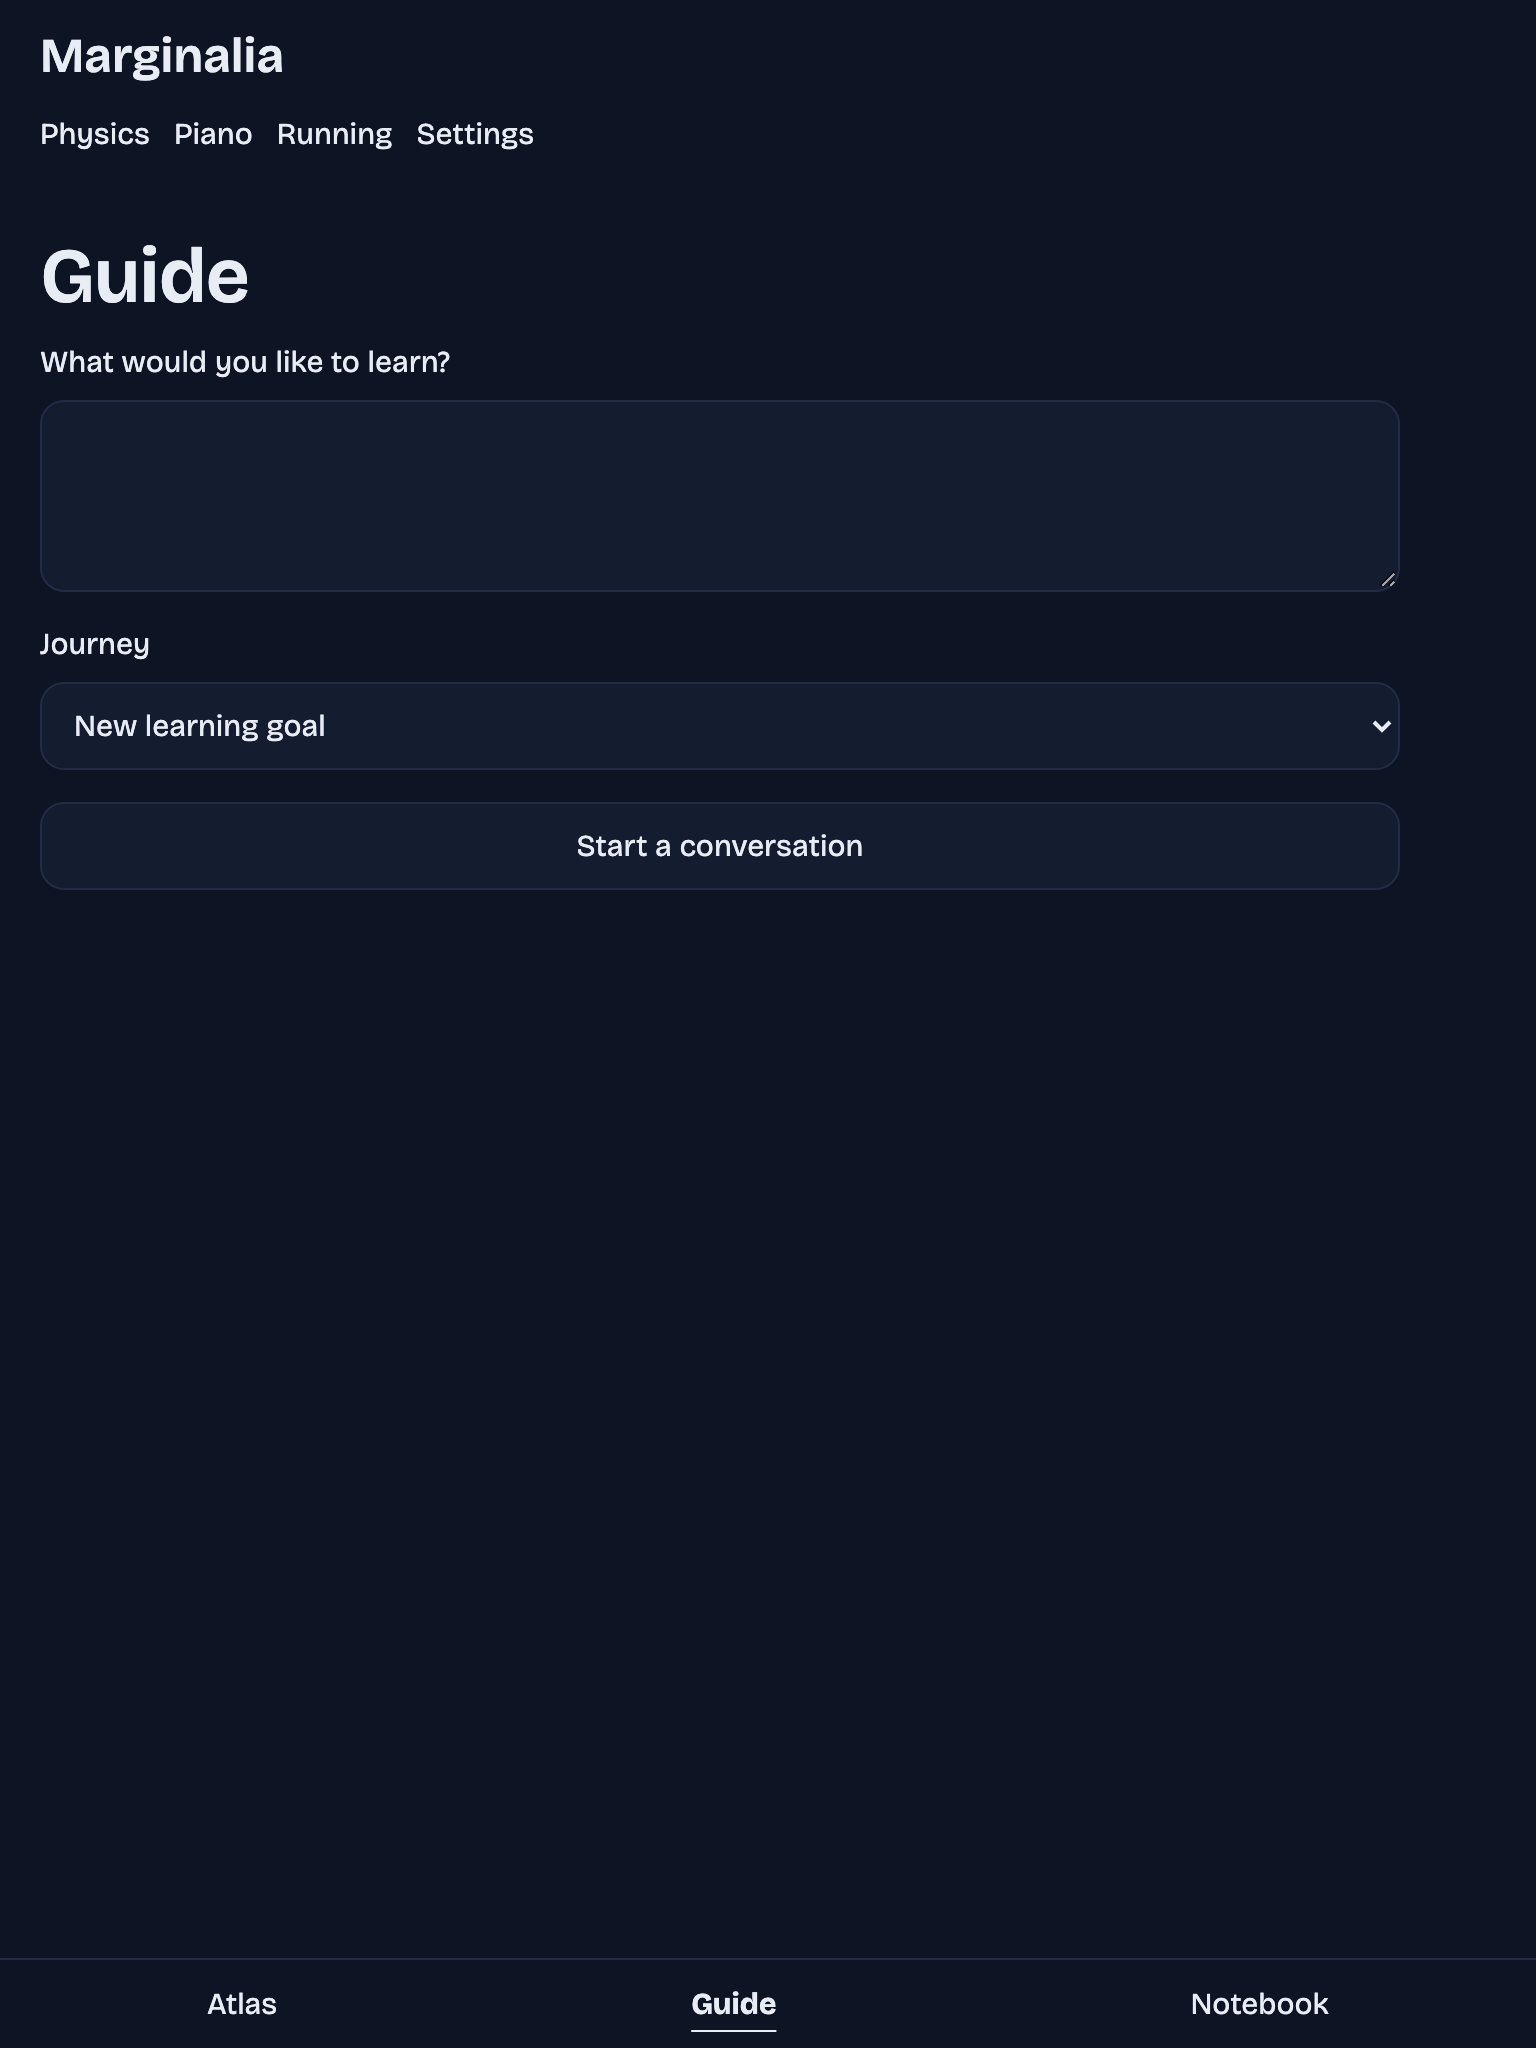 Marginalia
Physics Piano Running Settings
Guide
What would you like to learn?
Journey
New learning goal
Start a conversation
Atlas Guide Notebook